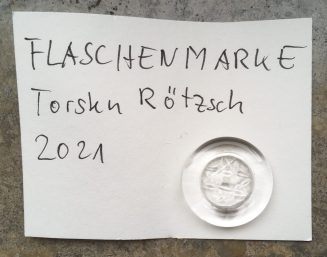 FLASCHENMARKE
Torsten Rötzsch
2021